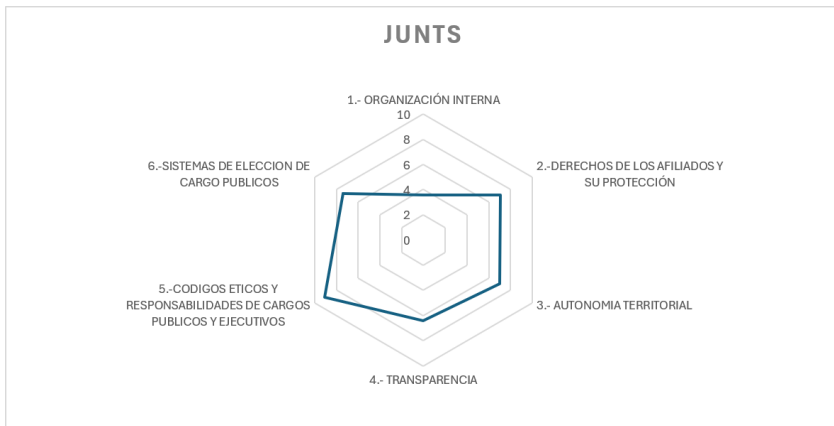 JUNTS
1.- ORGANIZACIÓN INTERNA
10
8
6
4
2
0
2.-DERECHOS DE LOS AFILIADOS Y
SU PROTECCIÓN
3.- AUTONOMIA TERRITORIAL
4.- TRANSPARENCIA
5.-CODIGOS ETICOS Y
RESPONSABILIDADES DE CARGOS
PUBLICOS Y EJECUTIVOS
6.-SISTEMAS DE ELECCION DE
CARGO PUBLICOS